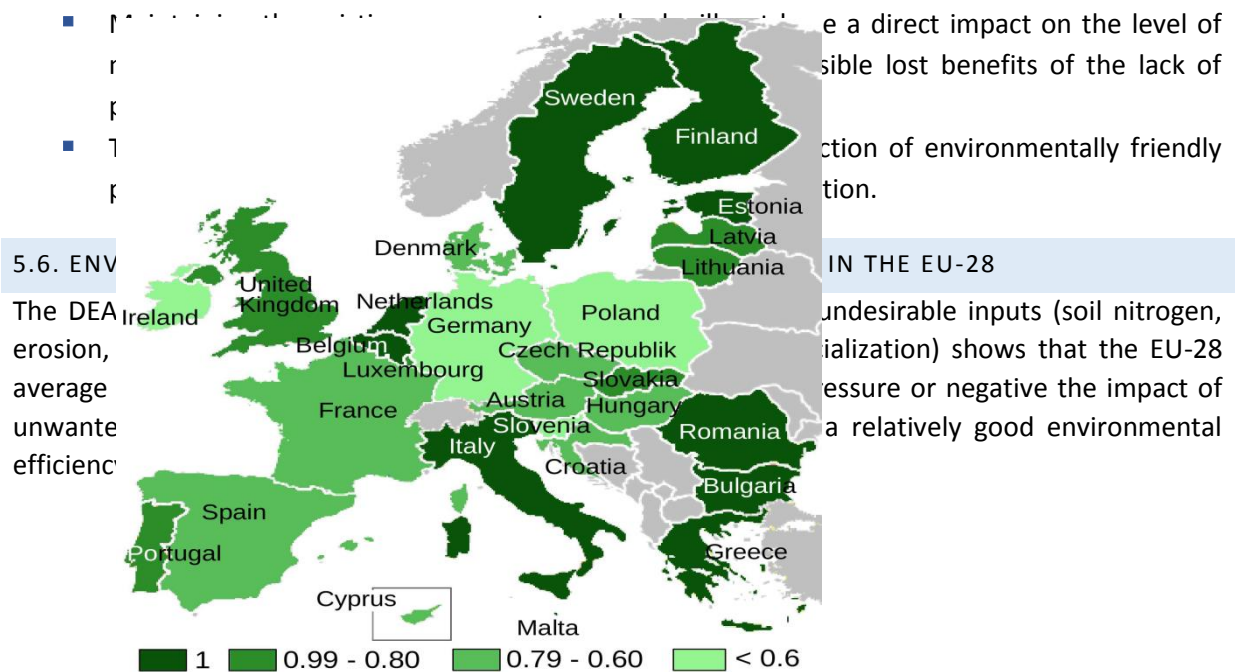 a direct impact on the level of
sible lost benefits of the lack of
ction of environmentally friendly
tion.
5.6. ENV IN THE EU-28
The DEA undesirable inputs (soil nitrogen,
erosion, ialization) shows that the EU-28
average essure or negative the impact of
unwante a relatively good environmental
efficiency
Sweden
Finland
Estonia
Latvia
Lithuania
Denmark
United
Kingdom
Ireland
Netherlands
Germany
Poland
Belgium
Czech Republik
Luxembourg
Slovakia
France
Austria
Hungary
Slovenia
Italy
Romania
Croatia
Bulgaria
Spain
Portugal
Greece
Cyprus
Malta
1 0.99 - 0.80 0.79 - 0.60 < 0.6